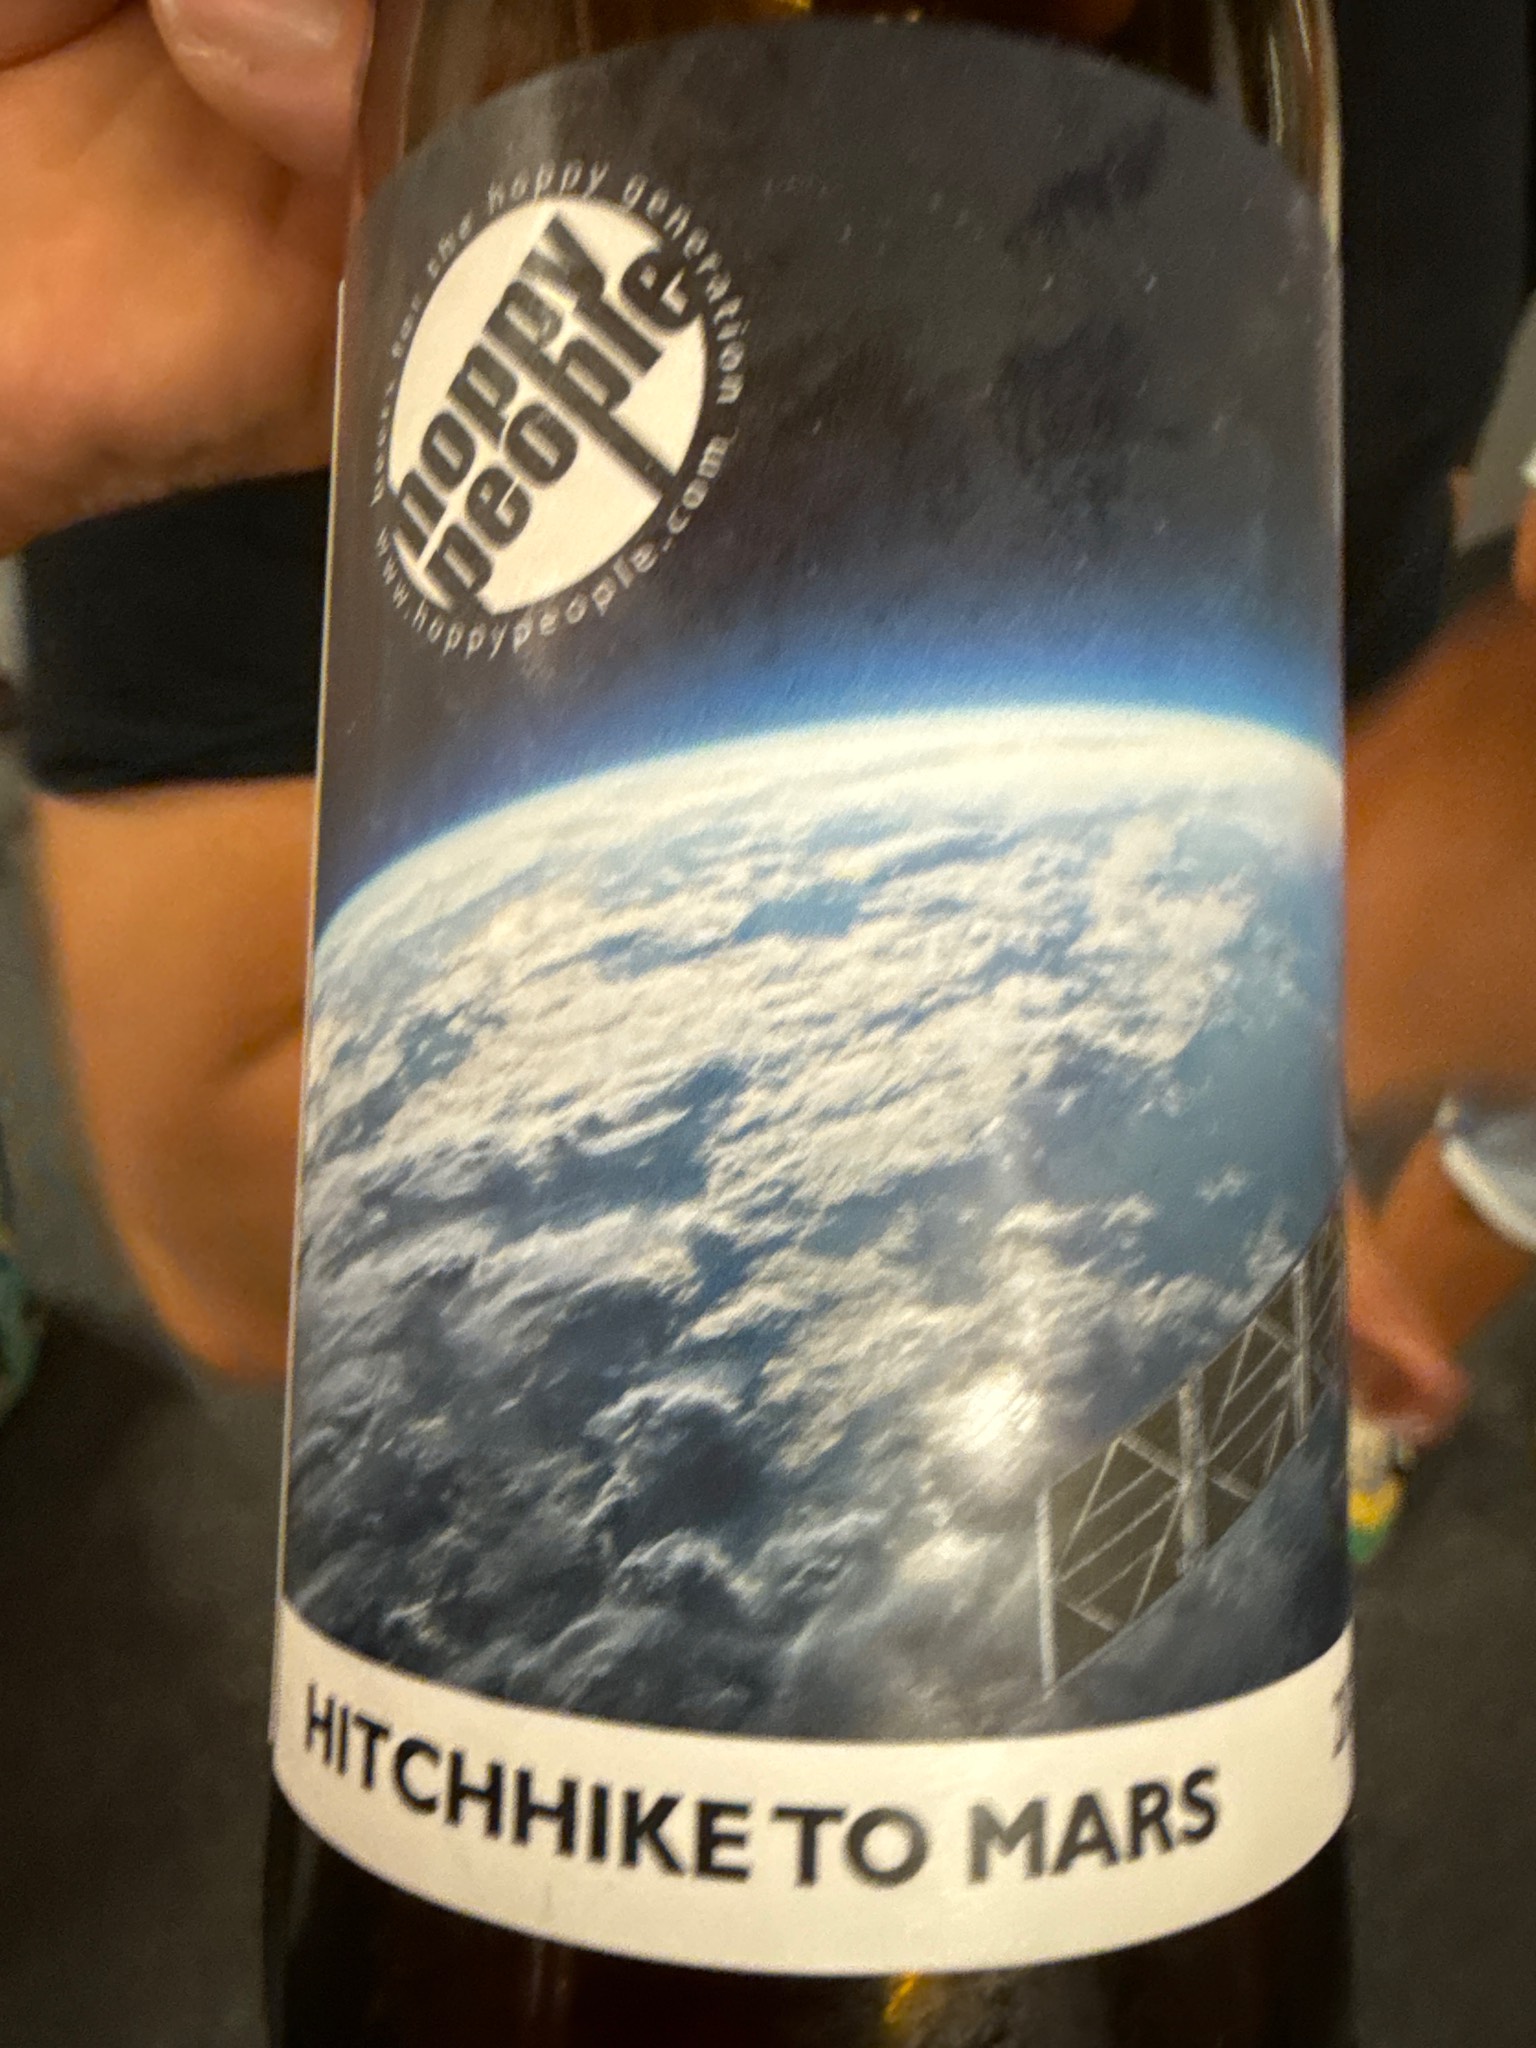 beer for the hoppy generation
hoppy
people
www.hoppypeople.com
HITCHHIKE TO MARS